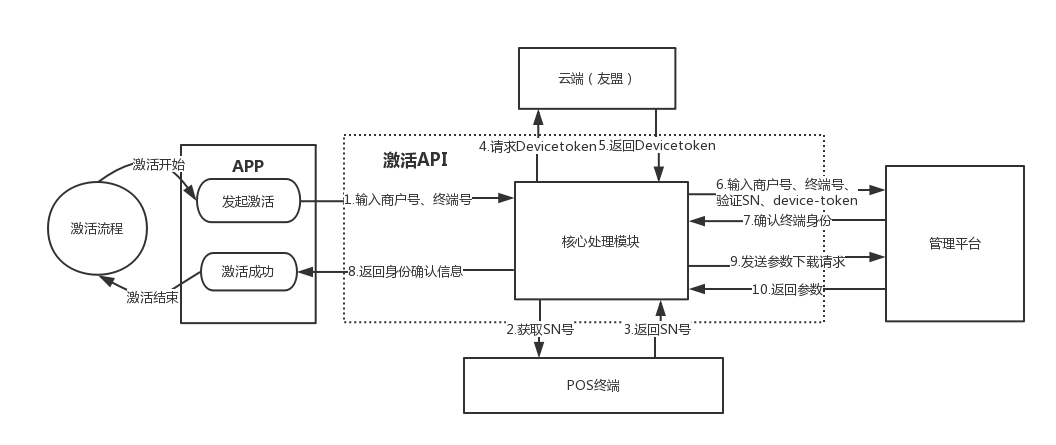 云端（友盟）
4.请求Devicetoken
5.返回Devicetoken
激活开始
APP
激活API
发起激活
1.输入商户号、终端号
6.输入商户号、终端号、
验证SN、device-token
7.确认终端身份
激活流程
核心处理模块
管理平台
激活成功
8.返回身份确认信息
9.发送参数下载请求
10.返回参数
激活结束
2.获取SN号
3.返回SN号
POS终端